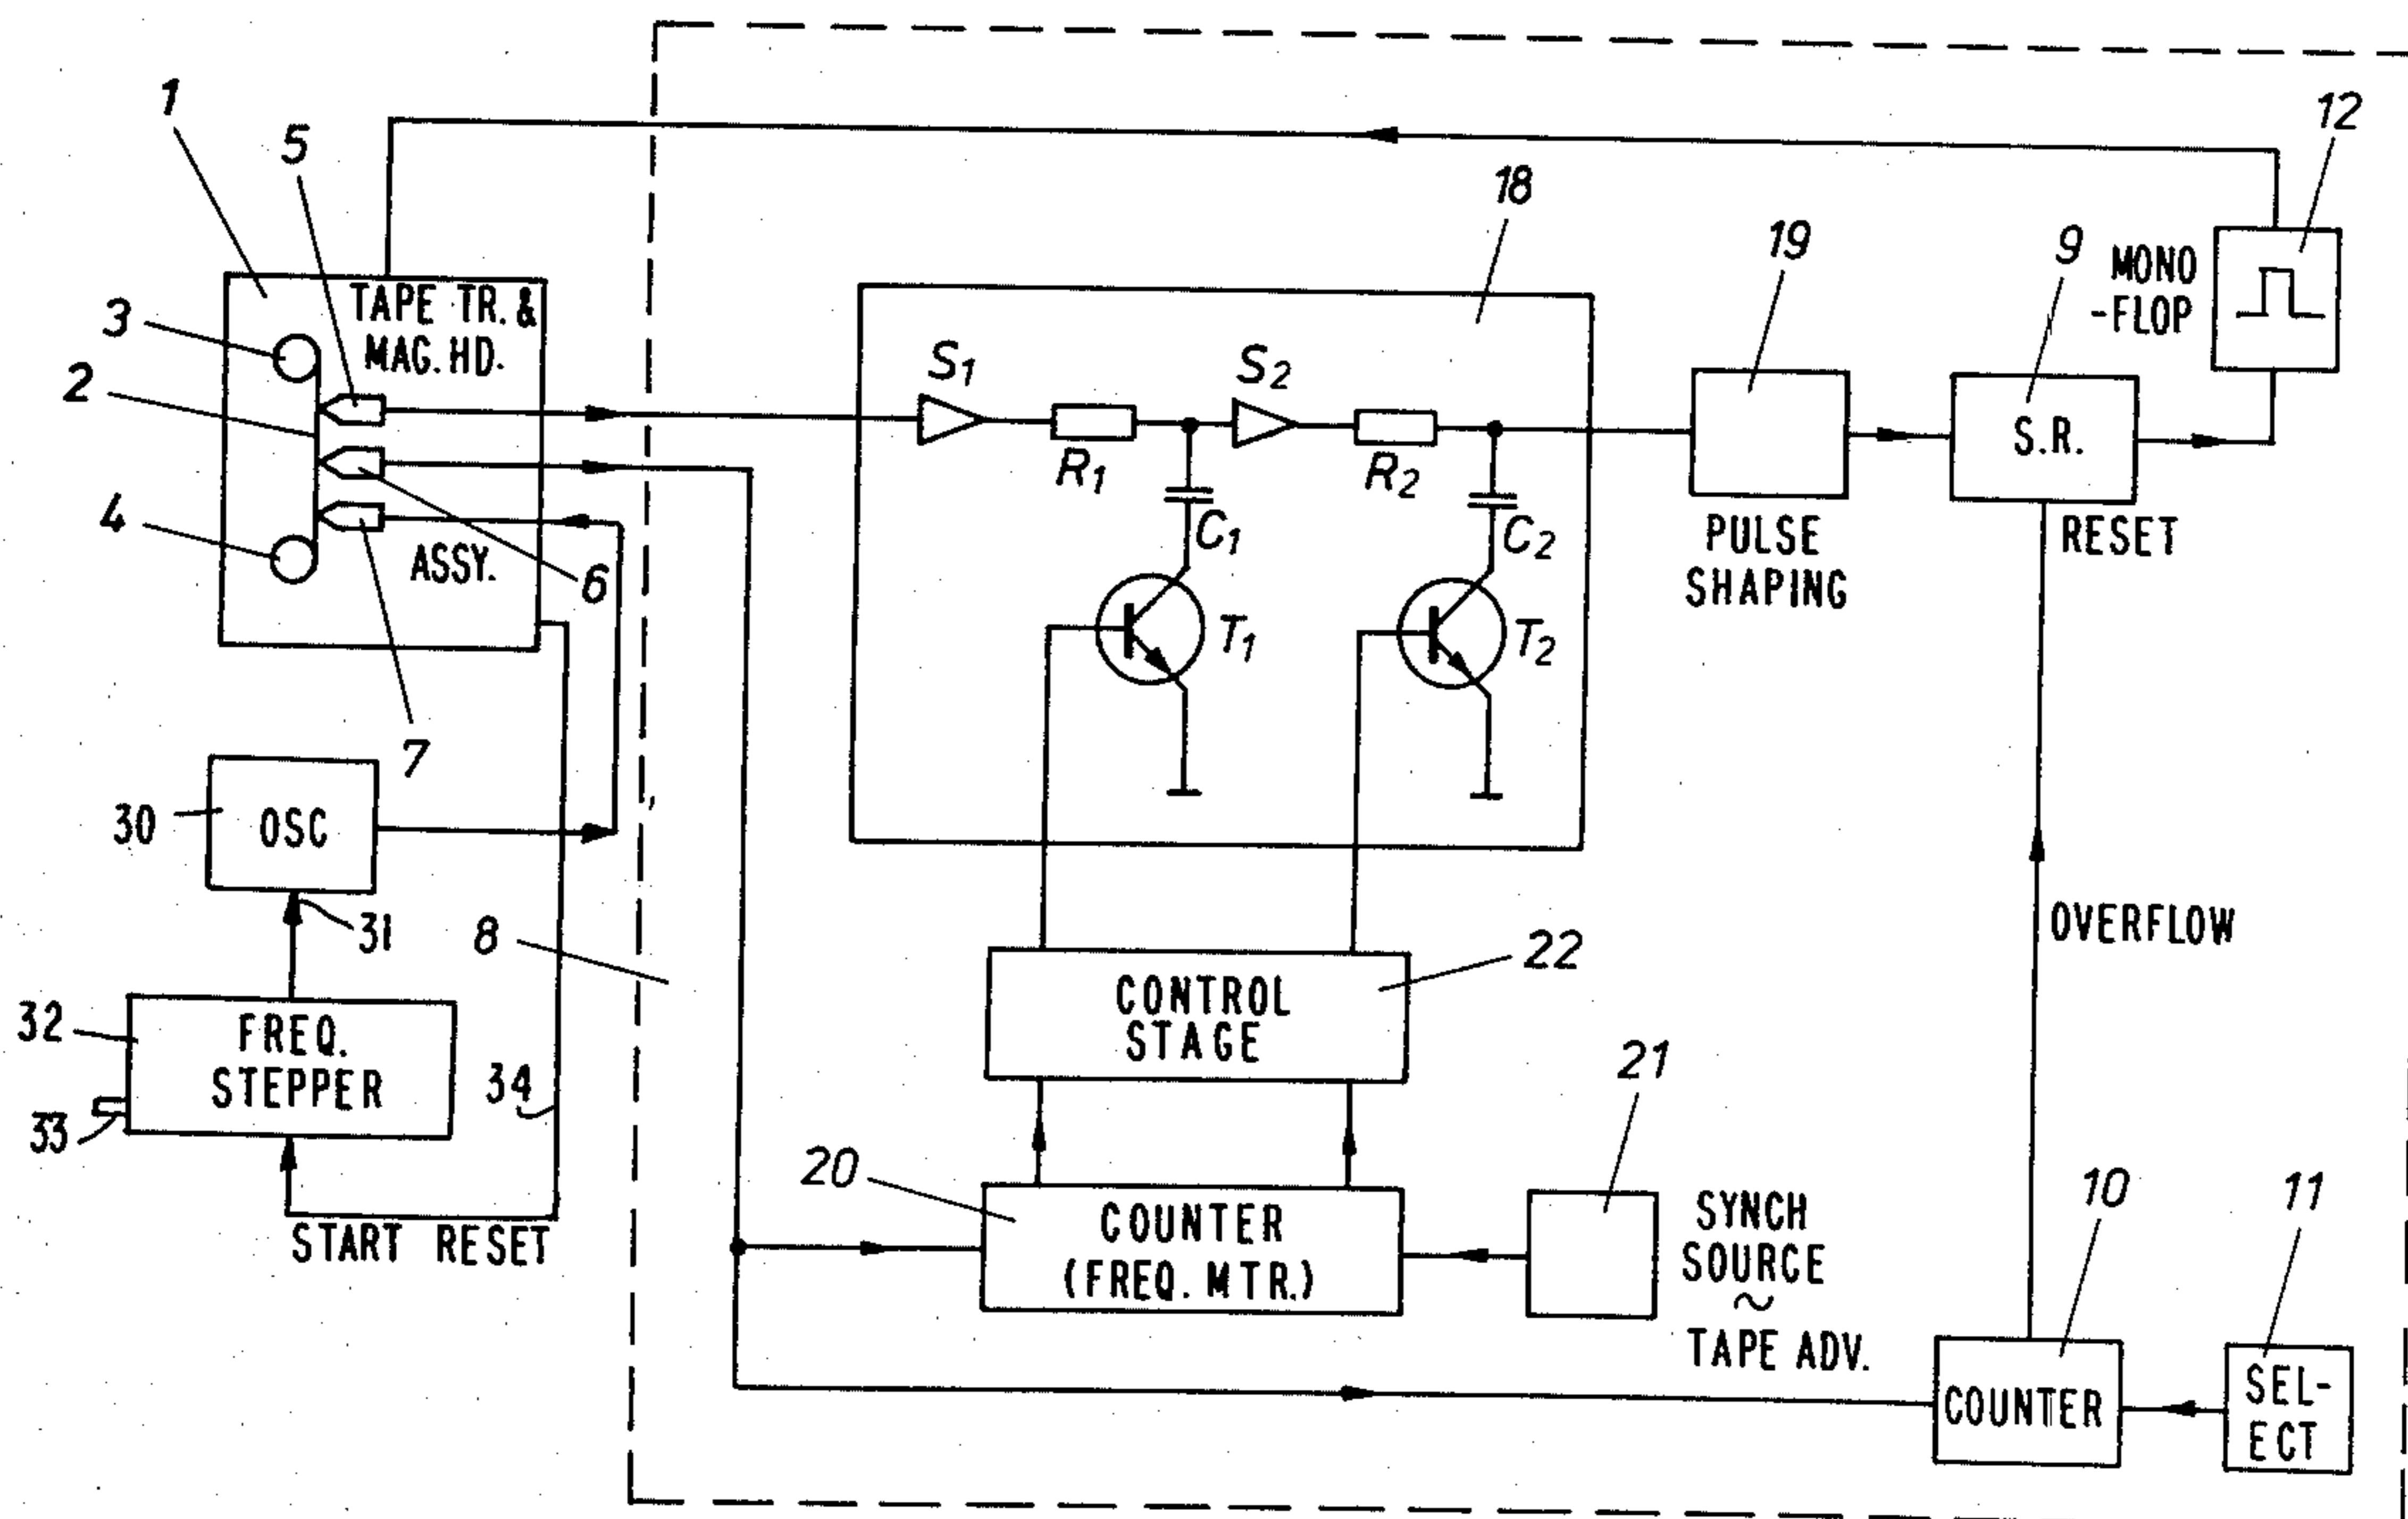 1
5
12
18
19
9
MONO
-FLOP
TAPE TR. &
MAG. HD.
3
2
S1
S2
S.R.
R1
R2
4
C1
C2
PULSE
SHAPING
RESET
ASSY.
6
T1
T2
7
30
OSC
31
8
OVERFLOW
22
CONTROL
STAGE
32
FREQ.
STEPPER
33
34
21
20
COUNTER
(FREQ. MTR.)
SYNCH
SOURCE
~
TAPE ADV.
START RESET
10
11
COUNTER
SEL-
ECT